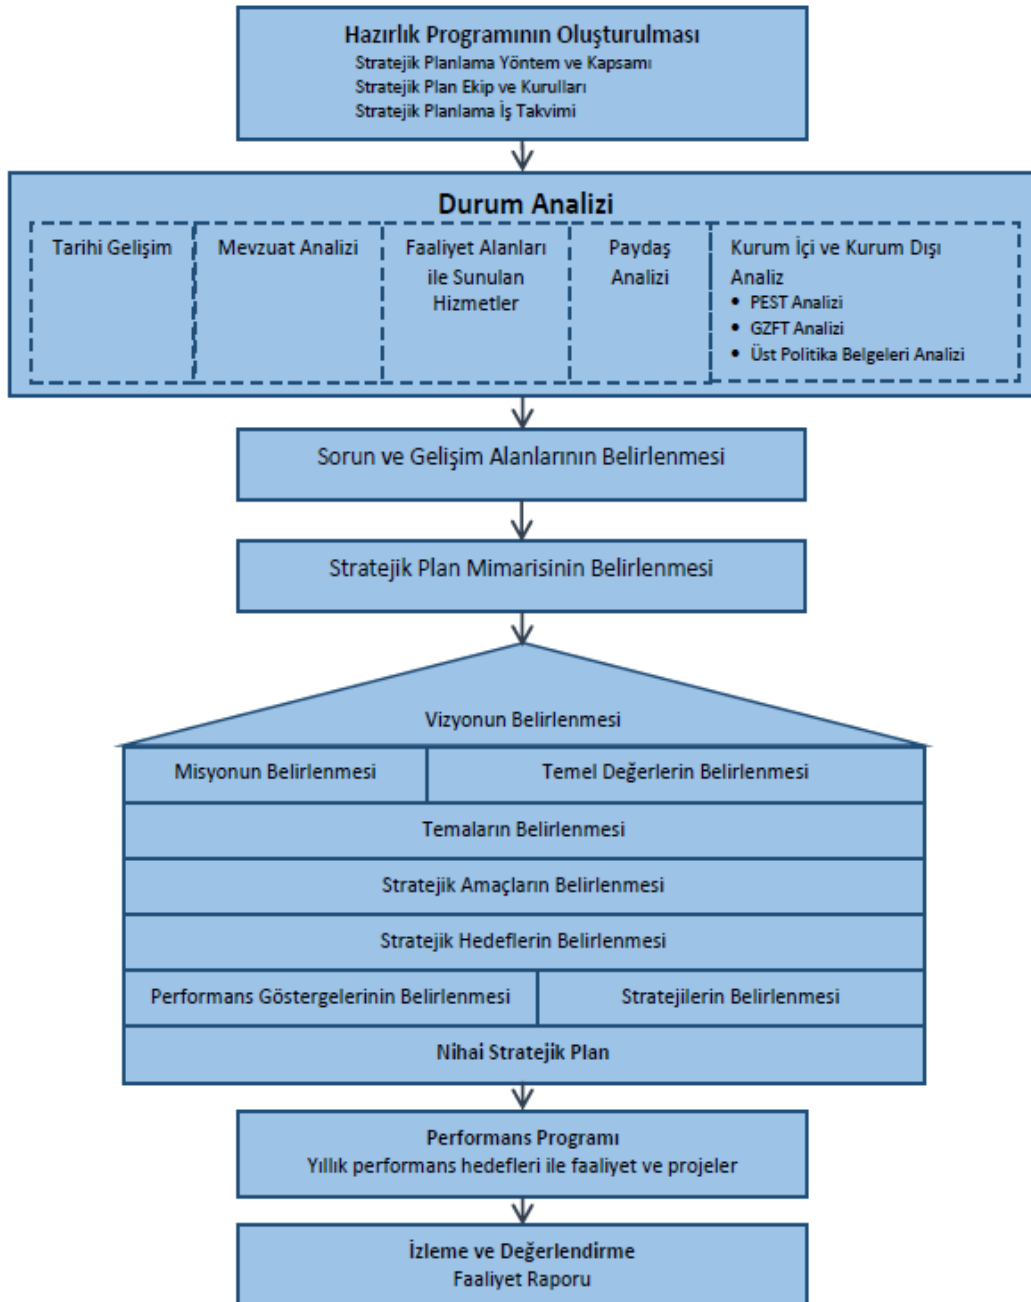 Hazırlık Programının Oluşturulması
Stratejik Planlama Yöntem ve Kapsamı
Stratejik Plan Ekip ve Kurulları
Stratejik Planlama İş Takvimi
Durum Analizi
Tarihi Gelişim
Mevzuat Analizi
Faaliyet Alanları
ile Sunulan
Hizmetler
Paydaş
Analizi
Kurum İçi ve Kurum Dışı
Analiz
• PEST Analizi
• GZFT Analizi
• Üst Politika Belgeleri Analizi
Sorun ve Gelişim Alanlarının Belirlenmesi
Stratejik Plan Mimarisinin Belirlenmesi
Vizyonun Belirlenmesi
Misyonun Belirlenmesi
Temel Değerlerin Belirlenmesi
Temaların Belirlenmesi
Stratejik Amaçların Belirlenmesi
Stratejik Hedeflerin Belirlenmesi
Performans Göstergelerinin Belirlenmesi
Stratejilerin Belirlenmesi
Nihai Stratejik Plan
Performans Programı
Yıllık performans hedefleri ile faaliyet ve projeler
İzleme ve Değerlendirme
Faaliyet Raporu